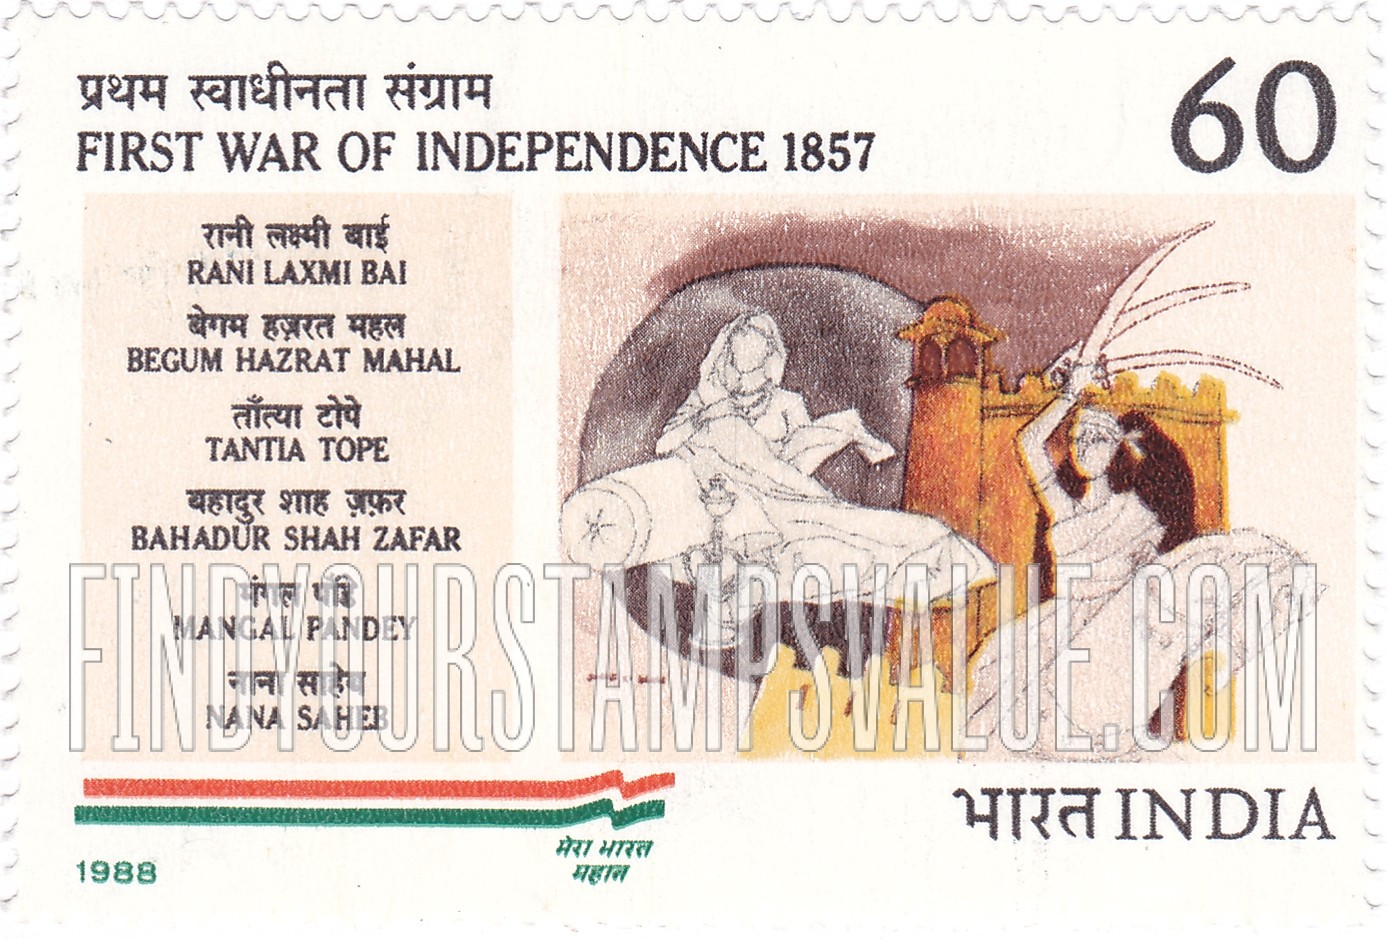 प्रथम स्वाधीनता संग्राम
60
FIRST WAR OF INDEPENDENCE 1857
रानी लक्ष्मी बाई
RANI LAXMI BAI
बेगम हज़रत महल
BEGUM HAZRAT MAHAL
ताँत्या टोपे
TANTIA TOPE
बहादुर शाह ज़फ़र
BAHADUR SHAH ZAFAR
मंगल पांडे
MANGAL PANDEY
नाना साहेब
NANA SAHEB
FINDYOURSTAMPSVALUE.COM
भारत INDIA
मेरा भारत
महान
1988